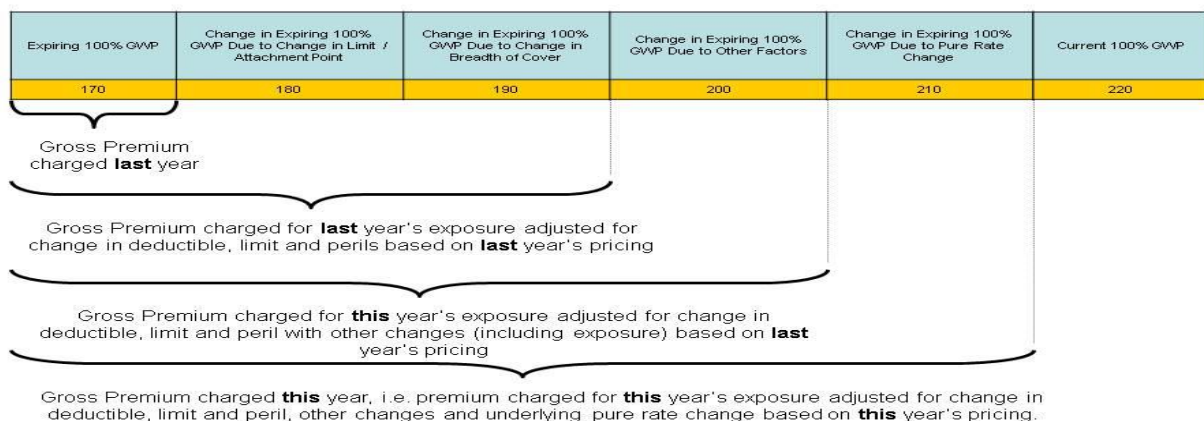 Expiring 100% GWP
Change in Expiring 100%
GWP Due to Change in Limit /
Attachment Point
Change in Expiring 100%
GWP Due to Change in
Breadth of Cover
Change in Expiring 100%
GWP Due to Other Factors
Change in Expiring 100%
GWP Due to Pure Rate
Change
Current 100% GWP
170
180
190
200
210
220
Gross Premium
charged last year
Gross Premium charged for last year's exposure adjusted for
change in deductible, limit and perils based on last year's pricing
Gross Premium charged for this year's exposure adjusted for change in
deductible, limit and peril with other changes (including exposure) based on last
year's pricing
Gross Premium charged this year, i.e. premium charged for this year's exposure adjusted for change in
deductible, limit and peril, other changes and underlying pure rate change based on this year's pricing.